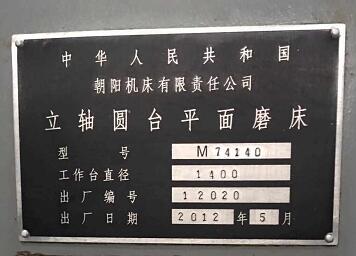 中华人民共和国
朝阳机床有限责任公司
立轴圆台平面磨床
型号 M74140
工作台直径 1400
出厂编号 12020
出厂日期 2012 年 5 月